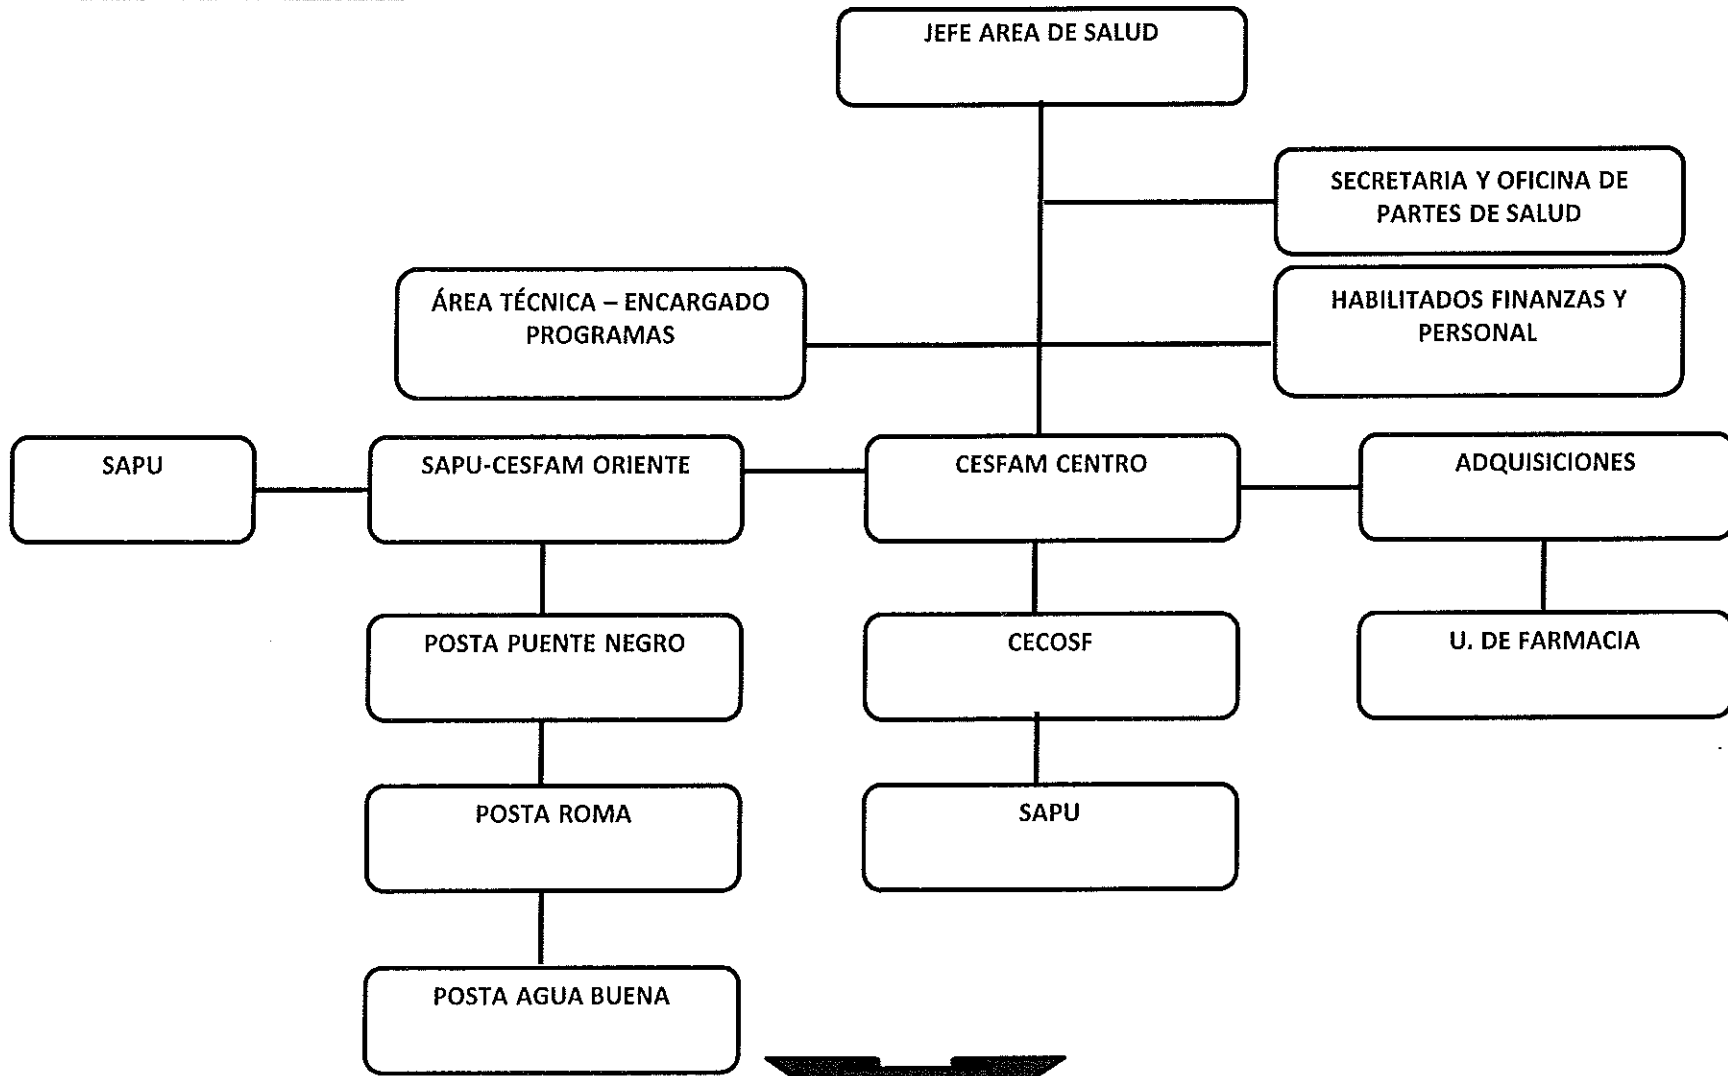 JEFE AREA DE SALUD
SECRETARIA Y OFICINA DE
PARTES DE SALUD
ÁREA TÉCNICA – ENCARGADO
PROGRAMAS
HABILITADOS FINANZAS Y
PERSONAL
SAPU
SAPU-CESFAM ORIENTE
CESFAM CENTRO
ADQUISICIONES
POSTA PUENTE NEGRO
CECOSF
U. DE FARMACIA
POSTA ROMA
SAPU
POSTA AGUA BUENA